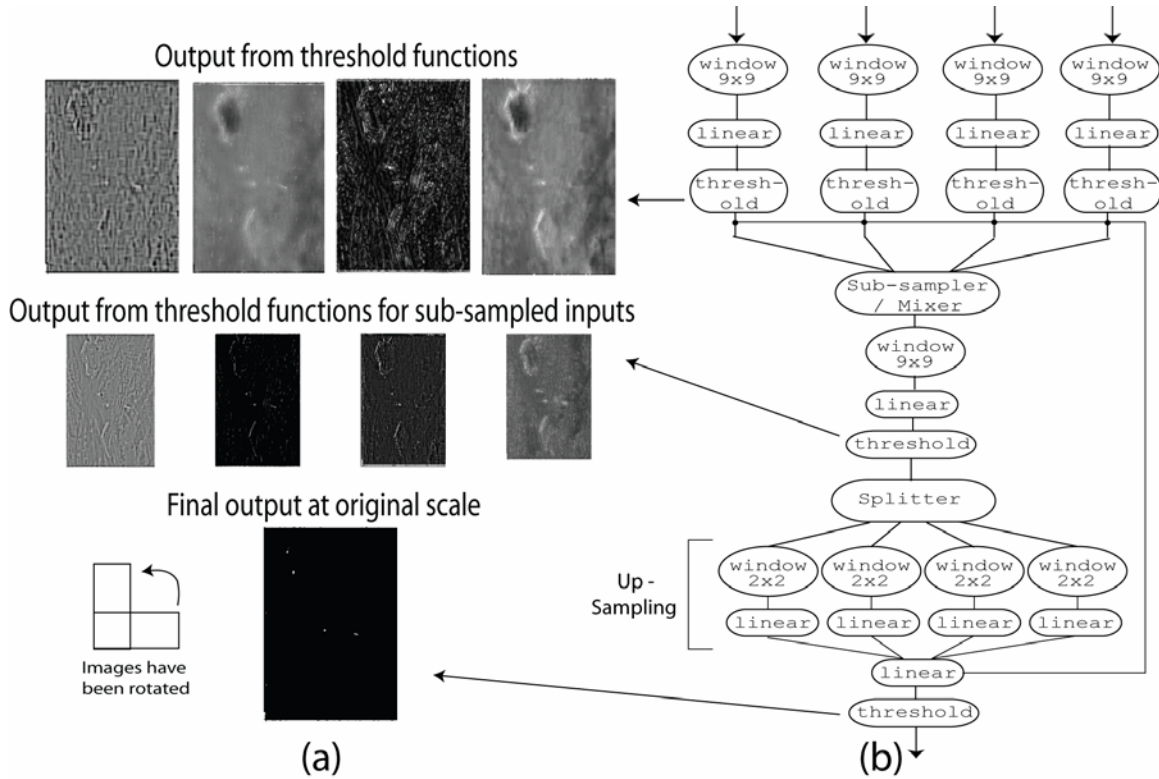 Output from threshold functions
Output from threshold functions for sub-sampled inputs
Final output at original scale
Images have
been rotated
(a)
window
9x9
window
9x9
window
9x9
window
9x9
linear
linear
linear
linear
thresh-
old
thresh-
old
thresh-
old
thresh-
old
Sub-sampler
/ Mixer
window
9x9
linear
threshold
Splitter
Up -
Sampling
window
2x2
window
2x2
window
2x2
window
2x2
linear
linear
linear
linear
linear
threshold
(b)